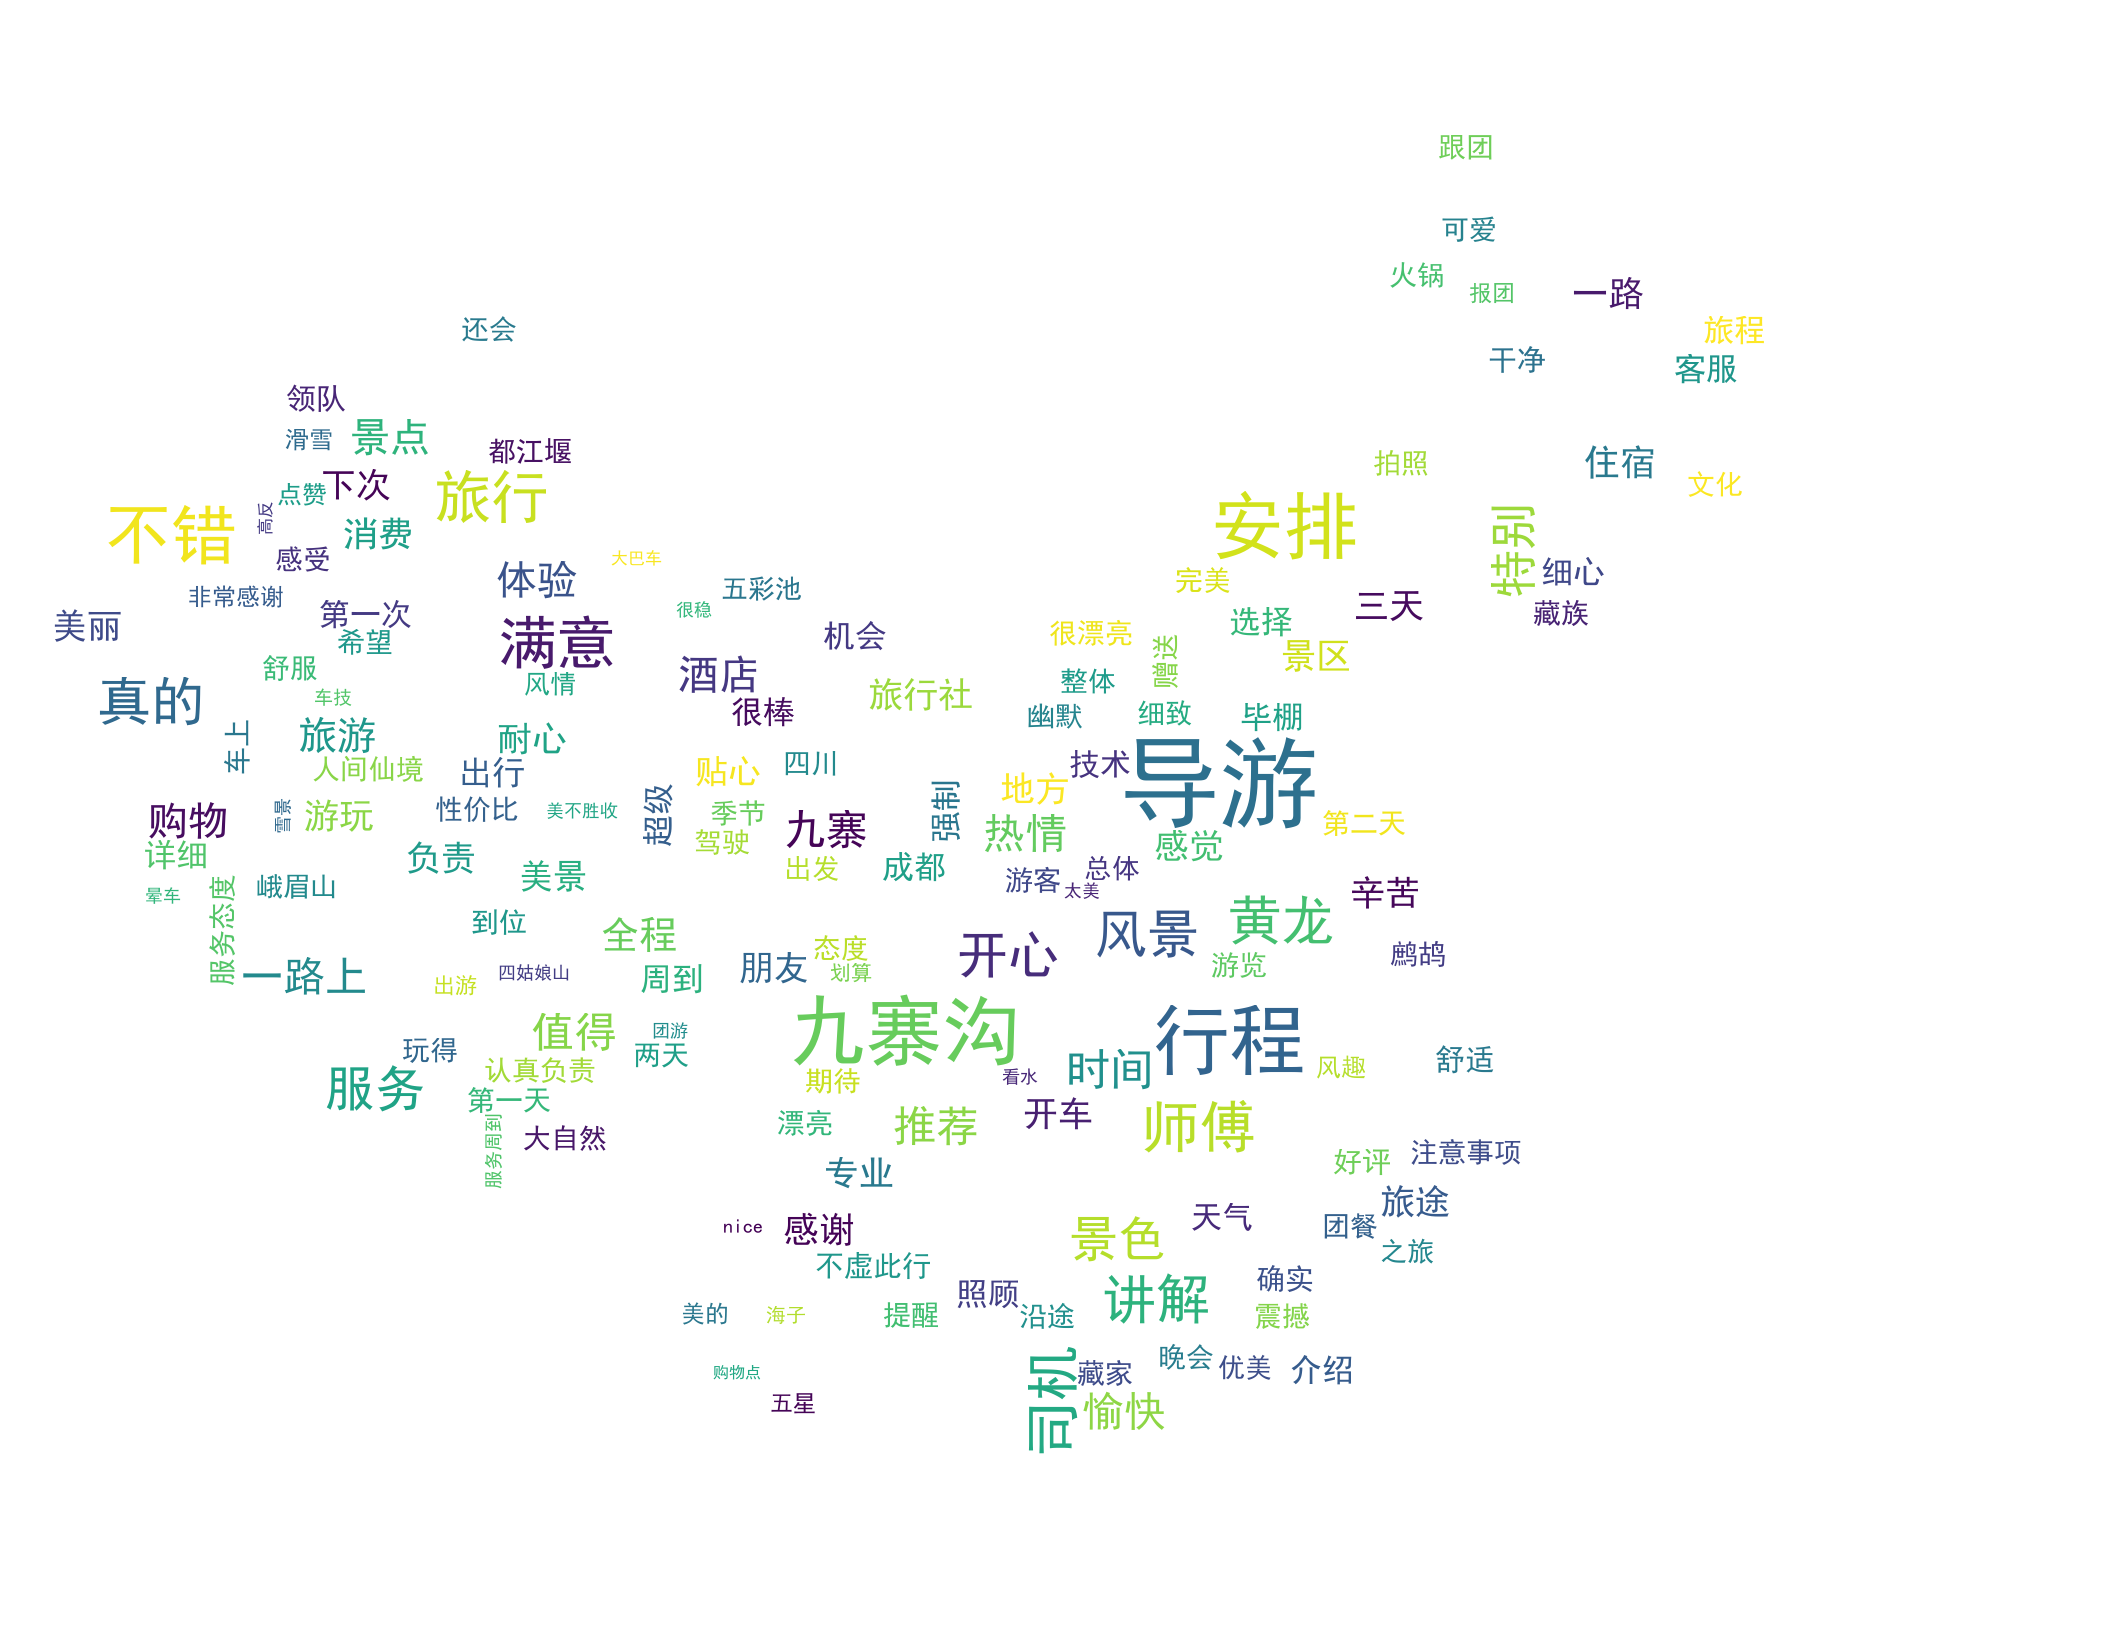 跟团
可爱
火锅
报团
一路
还会
旅程
干净
客服
领队
滑雪
景点
都江堰
拍照
住宿
文化
点赞
下次
旅行
不错
高反
消费
安排
特别
感受
体验
大巴车
非常感谢
五彩池
完美
细心
美丽
第一次
很稳
选择
三天
藏族
希望
满意
机会
很漂亮
景区
舒服
风情
酒店
旅行社
整体
赠送
真的
车技
很棒
幽默
细致
毕棚
车上
旅游
耐心
四川
技术
导游
人间仙境
出行
贴心
地方
购物
雪景
游玩
性价比
美不胜收
超级
季节
九寨
强制
热情
第二天
详细
负责
驾驶
感觉
晕车
服务态度
峨眉山
美景
出发
成都
游客
总体
太美
辛苦
到位
全程
开心
风景
黄龙
一路上
出游
四姑娘山
周到
朋友
态度
划算
游览
鹧鸪
值得
团游
九寨沟
行程
玩得
认真负责
两天
期待
看水
时间
风趣
舒适
服务
第一天
服务周到
大自然
漂亮
推荐
开车
师傅
好评
注意事项
专业
旅途
nice
感谢
景色
天气
团餐
之旅
不虚此行
照顾
确实
美的
海子
提醒
沿途
讲解
震撼
购物点
五星
司机
藏家
晚会
优美
介绍
愉快